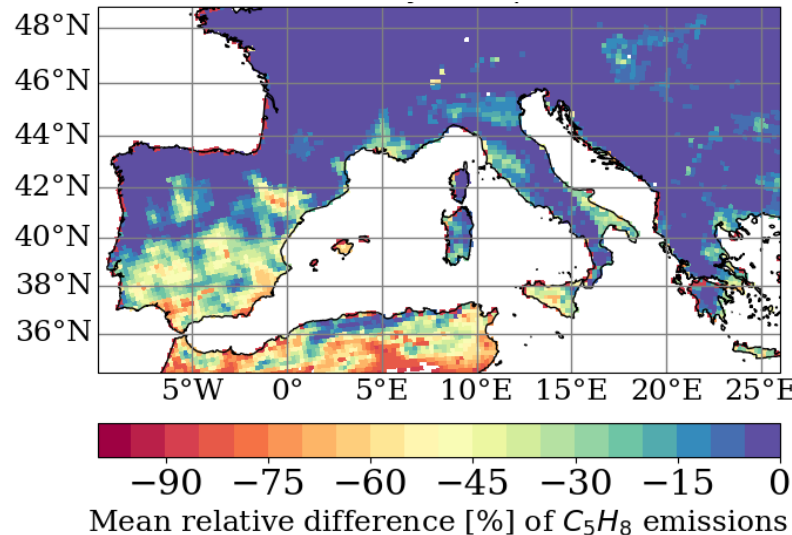 48°N
46°N
44°N
42°N
40°N
38°N
36°N
5°W 0° 5°E 10°E 15°E 20°E 25°E
−90 −75 −60 −45 −30 −15 0
Mean relative difference [%] of C₅H₈ emissions